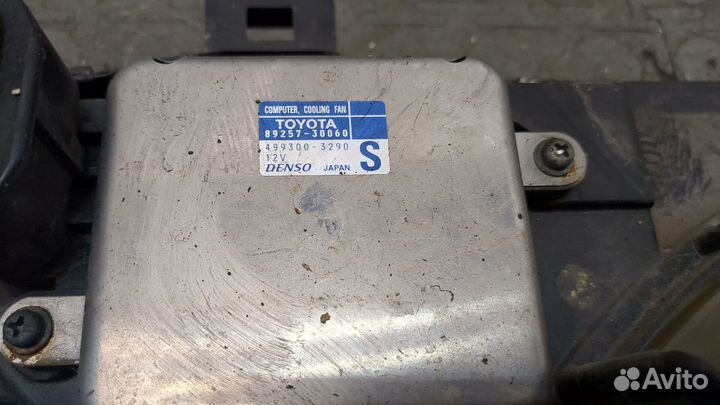 COMPUTER, COOLING FAN
TOYOTA
89257-30060
499300-3290
12V
DENSO JAPAN S
Avito